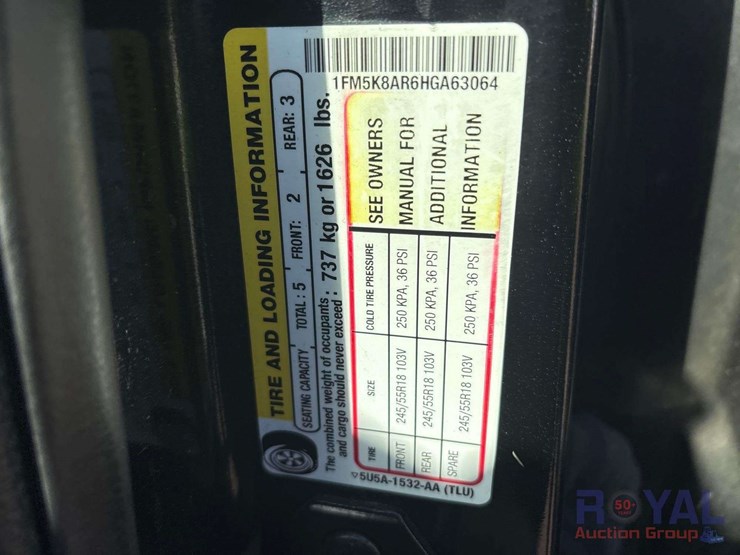 TIRE AND LOADING INFORMATION
SEATING CAPACITY TOTAL: 5 FRONT: 2 REAR: 3
The combined weight of occupants and cargo should never exceed: 737 kg or 1626 lbs.
TIRE SIZE COLD TIRE PRESSURE
FRONT 245/55R18 103V 250 KPA, 36 PSI
REAR 245/55R18 103V 250 KPA, 36 PSI
SPARE 245/55R18 103V 250 KPA, 36 PSI
SEE OWNERS
MANUAL FOR
ADDITIONAL
INFORMATION
5U5A-1532-AA (TLU)
1FM5K8AR6HGA63064
ROYAL
50
Auction Group